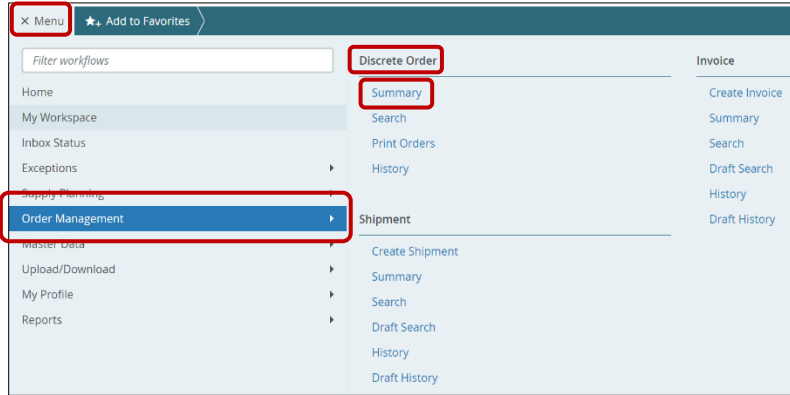 × Menu
Add to Favorites
Filter workflows
Home
My Workspace
Inbox Status
Exceptions
Supply Planning
Order Management
Master Data
Upload/Download
My Profile
Reports
Discrete Order
Summary
Search
Print Orders
History
Shipment
Create Shipment
Summary
Search
Draft Search
History
Draft History
Invoice
Create Invoice
Summary
Search
Draft Search
History
Draft History